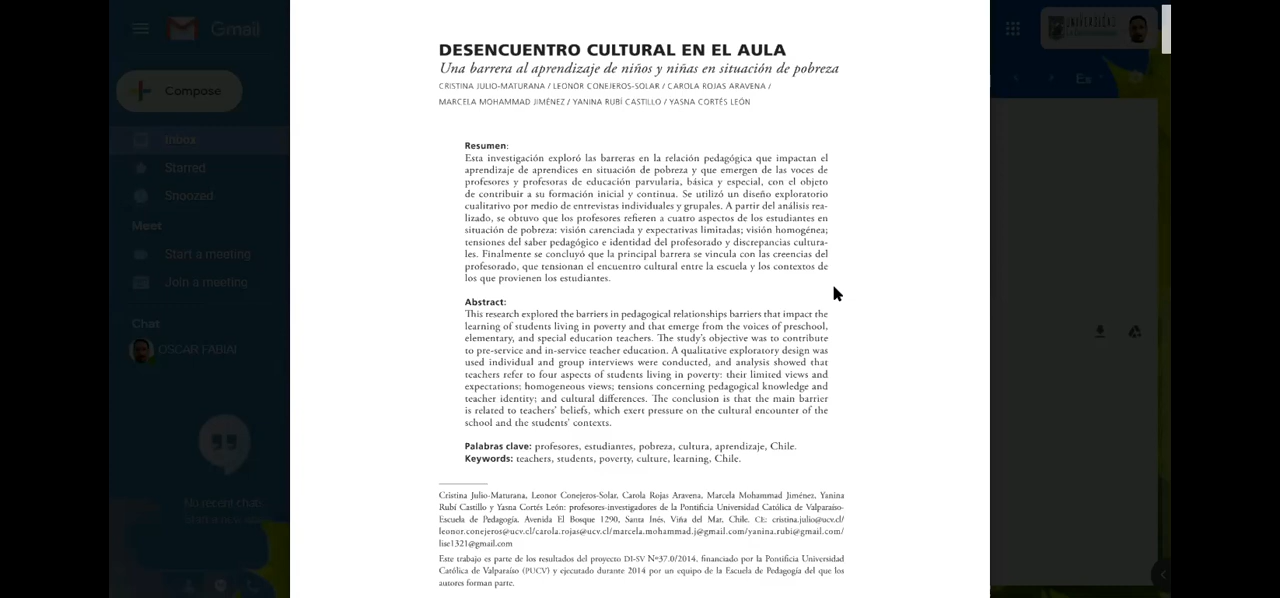 Gmail
Compose
Inbox
Starred
Snoozed
Meet
Start a meeting
Join a meeting
Chat
OSCAR FABIAI
No recent chats
DESENCUENTRO CULTURAL EN EL AULA
Una barrera al aprendizaje de niños y niñas en situación de pobreza
CRISTINA JULIO-MATURANA / LEONOR CONEJEROS-SOLAR / CAROLA ROJAS ARAVENA /
MARCELA MOHAMMAD JIMÉNEZ / YANINA RUBÍ CASTILLO / YASNA CORTÉS LEÓN
Resumen:
Esta investigación exploró las barreras en la relación pedagógica que impactan el
aprendizaje de aprendices en situación de pobreza y que emergen de las voces de
profesores y profesoras de educación parvularia, básica y especial, con el objeto
de contribuir a su formación inicial y continua. Se utilizó un diseño exploratorio
cualitativo por medio de entrevistas individuales y grupales. A partir del análisis rea-
lizado, se obtuvo que los profesores refieren a cuatro aspectos de los estudiantes en
situación de pobreza: visión carenciada y expectativas limitadas; visión homogénea;
tensiones del saber pedagógico e identidad del profesorado y discrepancias cultura-
les. Finalmente se concluyó que la principal barrera se vincula con las creencias del
profesorado, que tensionan el encuentro cultural entre la escuela y los contextos de
los que provienen los estudiantes.
Abstract:
This research explored the barriers in pedagogical relationships barriers that impact the
learning of students living in poverty and that emerge from the voices of preschool,
elementary, and special education teachers. The study's objective was to contribute
to pre-service and in-service teacher education. A qualitative exploratory design was
used individual and group interviews were conducted, and analysis showed that
teachers refer to four aspects of students living in poverty: their limited views and
expectations; homogeneous views; tensions concerning pedagogical knowledge and
teacher identity; and cultural differences. The conclusion is that the main barrier
is related to teachers' beliefs, which exert pressure on the cultural encounter of the
school and the students' contexts.
Palabras clave: profesores, estudiantes, pobreza, cultura, aprendizaje, Chile.
Keywords: teachers, students, poverty, culture, learning, Chile.
Cristina Julio-Maturana, Leonor Conejeros-Solar, Carola Rojas Aravena, Marcela Mohammad Jiménez, Yanina
Rubí Castillo y Yasna Cortés León: profesores-investigadores de la Pontificia Universidad Católica de Valparaíso-
Escuela de Pedagogía, Avenida El Bosque 1290, Santa Inés, Viña del Mar, Chile. CE: cristina.julio@ucv.cl/
leonor.conejeros@ucv.cl/carola.rojas@ucv.cl/marcela.mohammad.j@gmail.com/yanina.rubi@gmail.com/
lise1321@gmail.com
Este trabajo es parte de los resultados del proyecto DI-SV Nº37.0/2014, financiado por la Pontificia Universidad
Católica de Valparaíso (PUCV) y ejecutado durante 2014 por un equipo de la Escuela de Pedagogía del que los
autores forman parte.
Ex